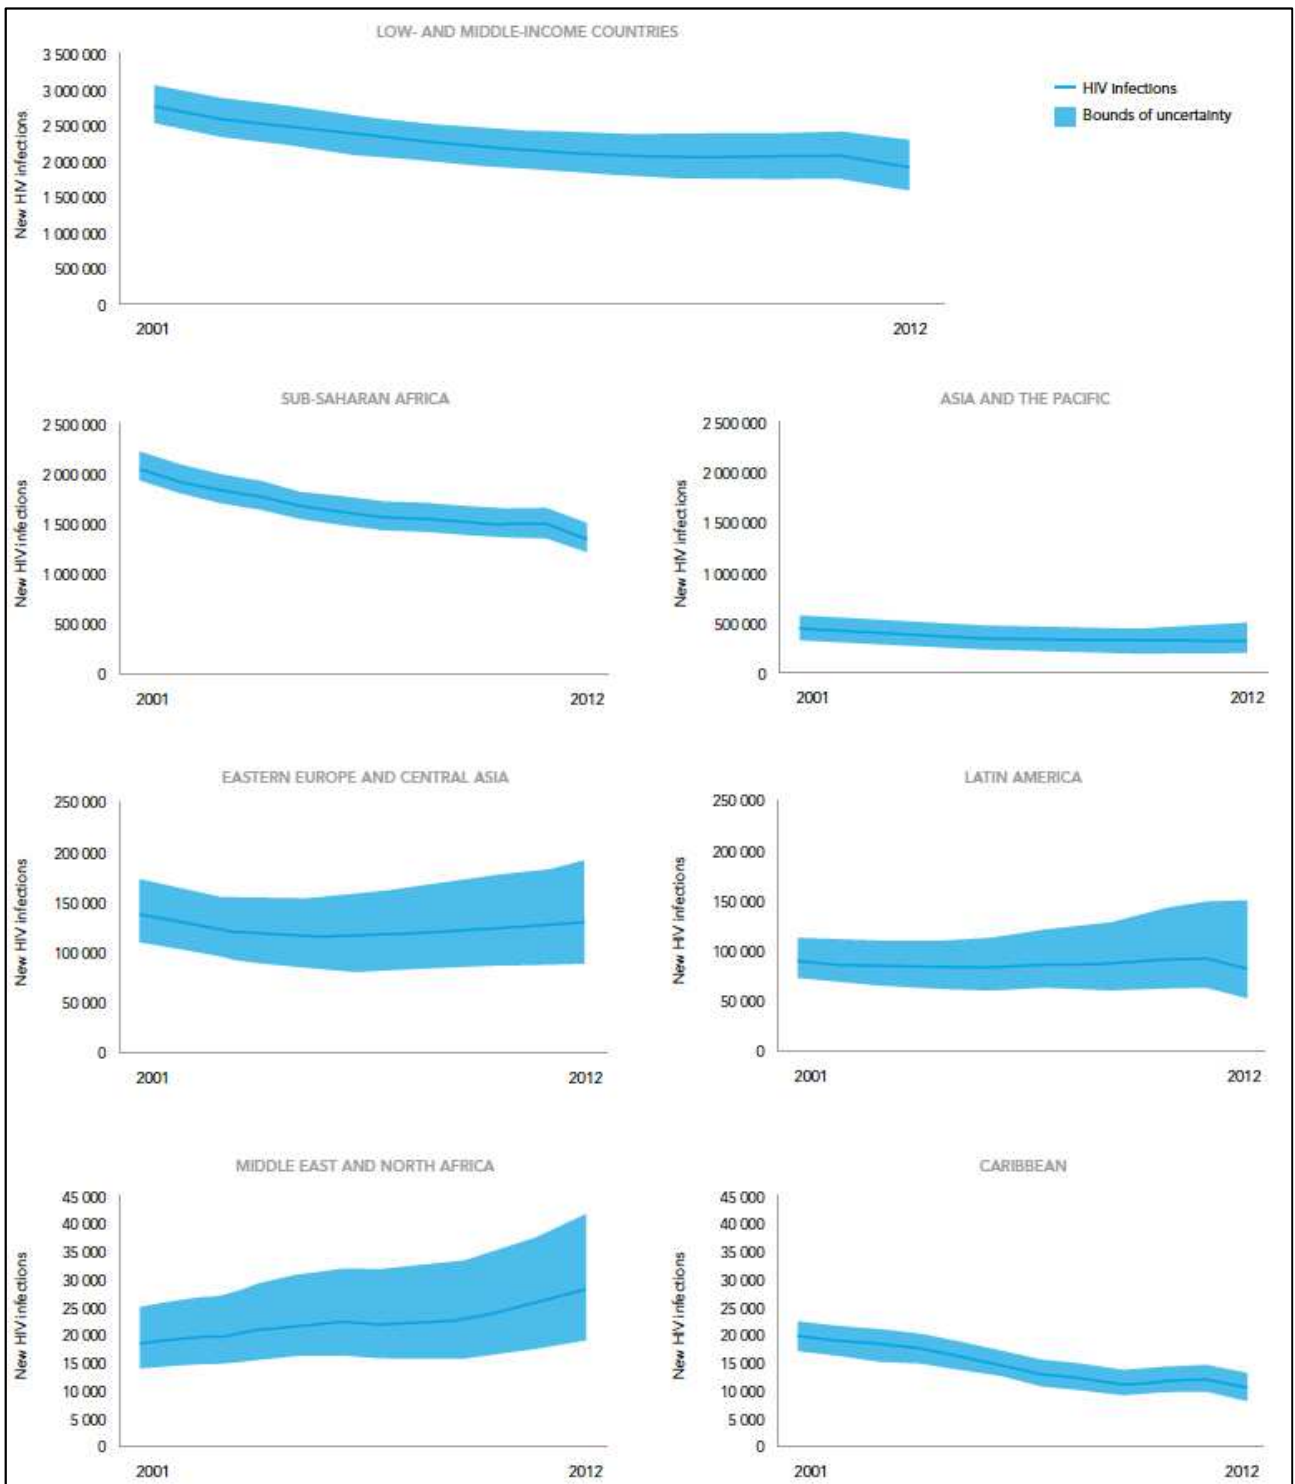 LOW- AND MIDDLE-INCOME COUNTRIES
3 500 000
3 000 000
2 500 000
2 000 000
1 500 000
1 000 000
500 000
0
New HIV infections
2001
2012
HIV infections
Bounds of uncertainty
SUB-SAHARAN AFRICA
2 500 000
2 000 000
1 500 000
1 000 000
500 000
0
New HIV infections
2001
2012
ASIA AND THE PACIFIC
2 500 000
2 000 000
1 500 000
1 000 000
500 000
0
New HIV infections
2001
2012
EASTERN EUROPE AND CENTRAL ASIA
250 000
200 000
150 000
100 000
50 000
0
New HIV infections
2001
2012
LATIN AMERICA
250 000
200 000
150 000
100 000
50 000
0
New HIV infections
2001
2012
MIDDLE EAST AND NORTH AFRICA
45 000
40 000
35 000
30 000
25 000
20 000
15 000
10 000
5 000
0
New HIV infections
2001
2012
CARIBBEAN
45 000
40 000
35 000
30 000
25 000
20 000
15 000
10 000
5 000
0
New HIV infections
2001
2012